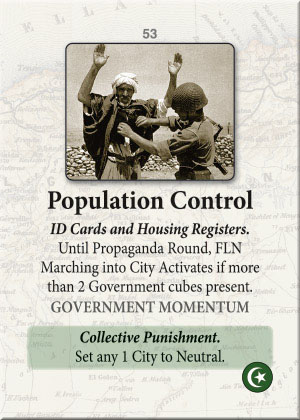 53
Population Control
ID Cards and Housing Registers.
Until Propaganda Round, FLN
Marching into City Activates if more
than 2 Government cubes present.
GOVERNMENT MOMENTUM
Collective Punishment.
Set any 1 City to Neutral.